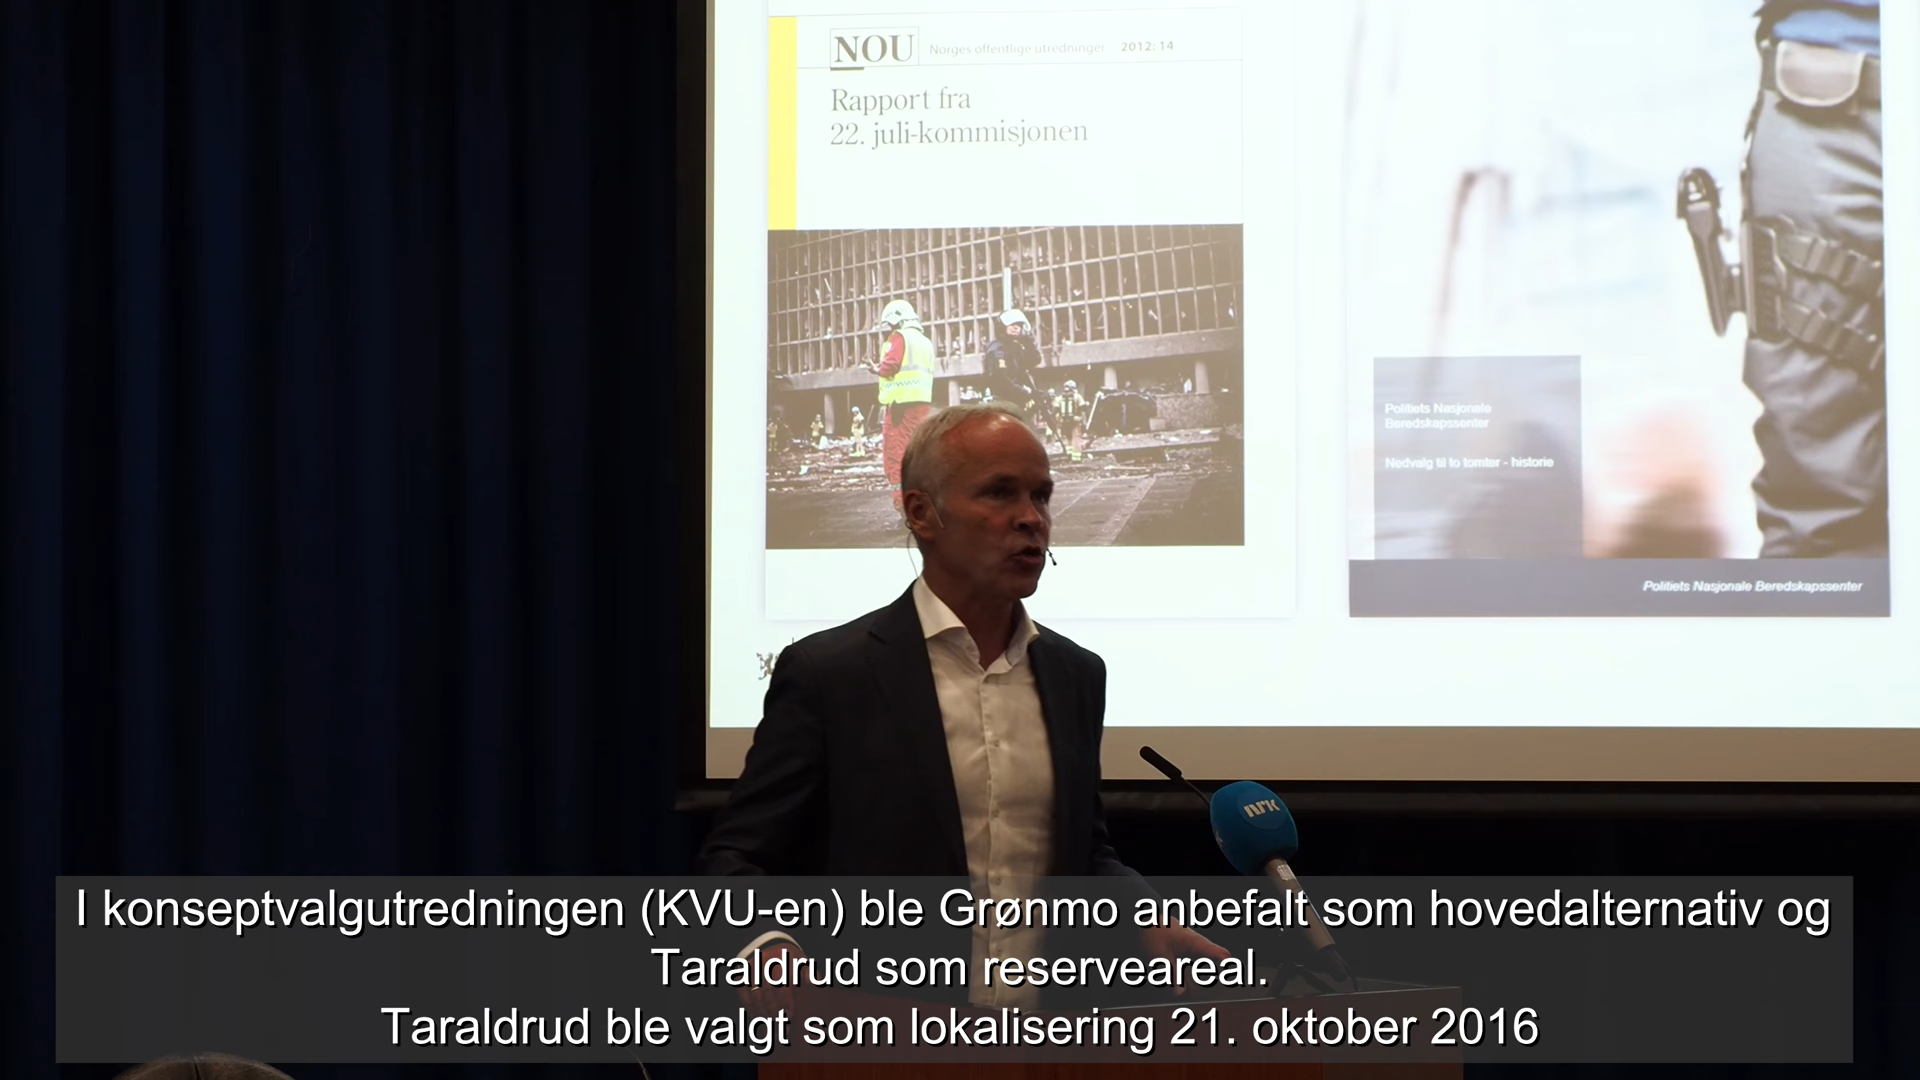 NOU Norges offentlige utredninger 2012: 14
Rapport fra
22. juli-kommisjonen
Politiets Nasjonale
Beredskapssenter
Nedvalg til to tomter - historie
Politiets Nasjonale Beredskapssenter
NRK
I konseptvalgutredningen (KVU-en) ble Grønmo anbefalt som hovedalternativ og
Taraldrud som reserveareal.
Taraldrud ble valgt som lokalisering 21. oktober 2016